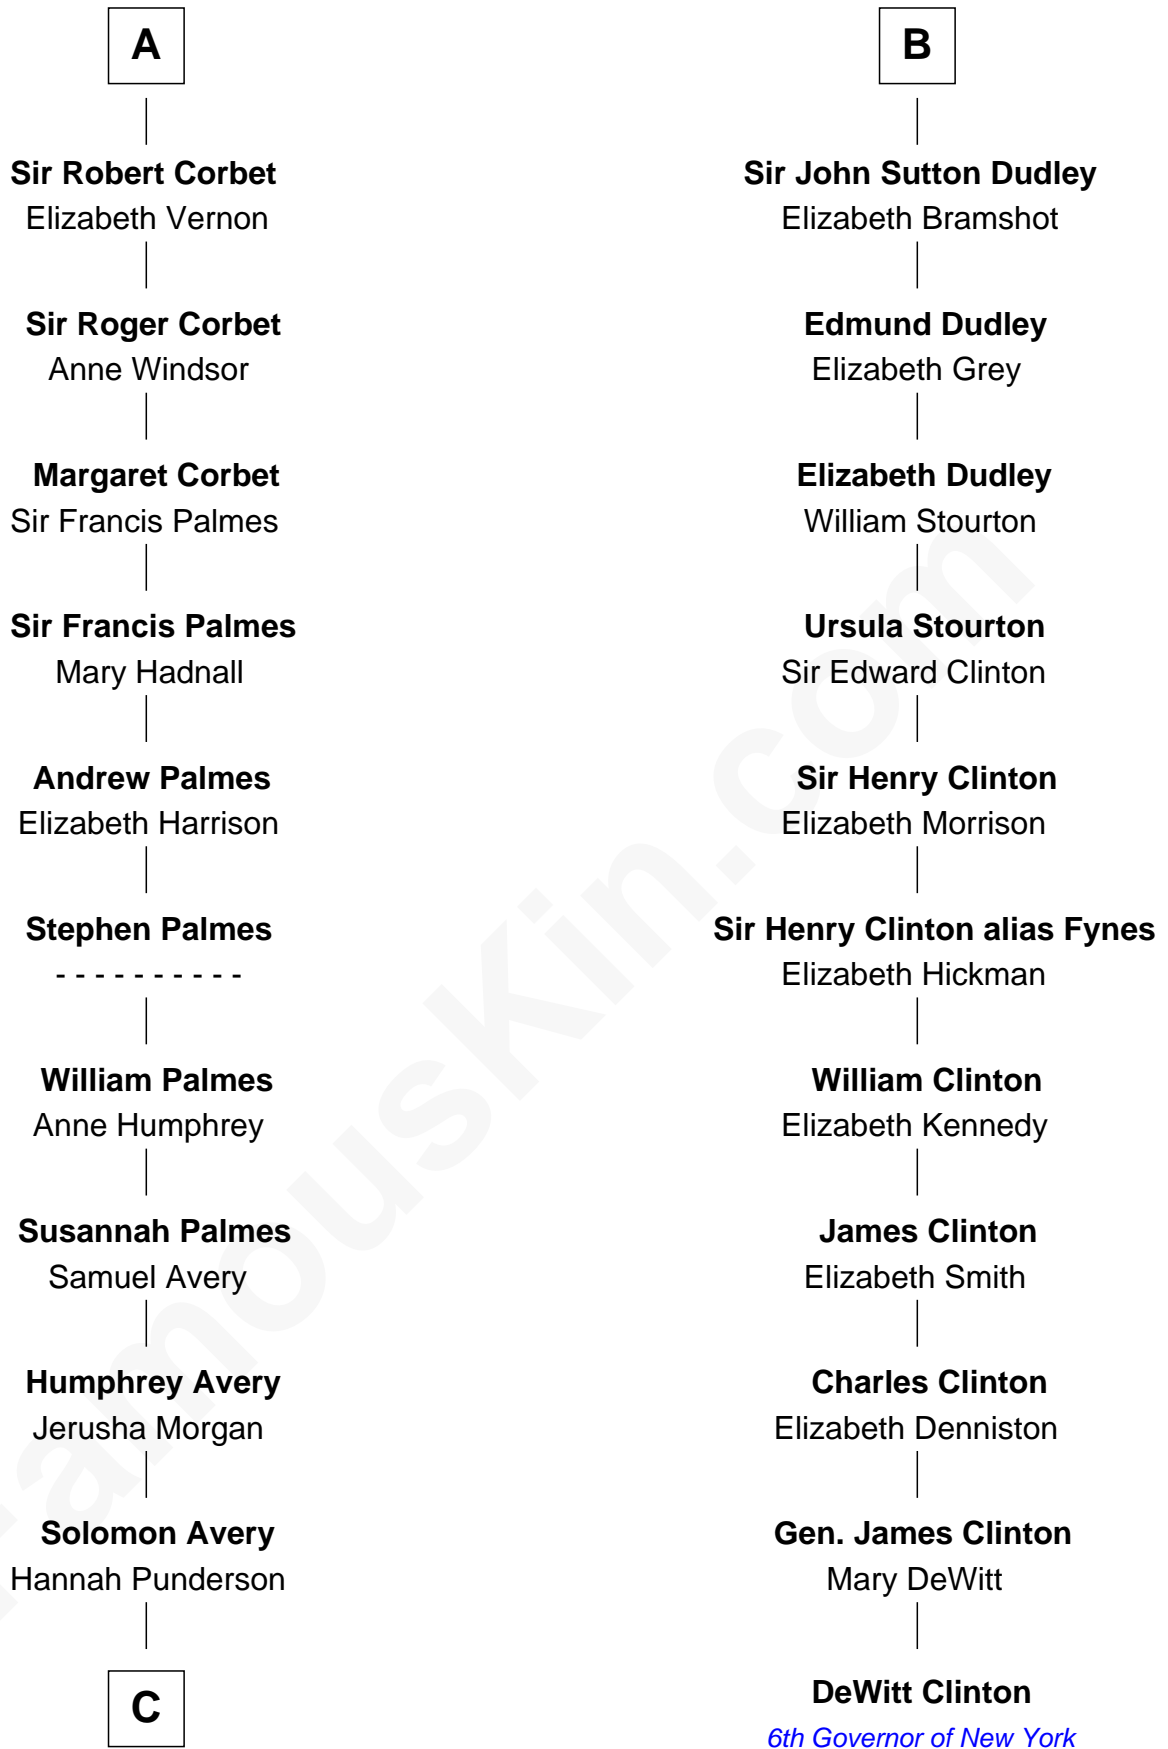 A
Sir Robert Corbet
Elizabeth Vernon
Sir Roger Corbet
Anne Windsor
Margaret Corbet
Sir Francis Palmes
Sir Francis Palmes
Mary Hadnall
Andrew Palmes
Elizabeth Harrison
Stephen Palmes
- - - - - - - - - -
William Palmes
Anne Humphrey
Susannah Palmes
Samuel Avery
Humphrey Avery
Jerusha Morgan
Solomon Avery
Hannah Punderson
C
B
Sir John Sutton Dudley
Elizabeth Bramshot
Edmund Dudley
Elizabeth Grey
Elizabeth Dudley
William Stourton
Ursula Stourton
Sir Edward Clinton
Sir Henry Clinton
Elizabeth Morrison
Sir Henry Clinton alias Fynes
Elizabeth Hickman
William Clinton
Elizabeth Kennedy
James Clinton
Elizabeth Smith
Charles Clinton
Elizabeth Denniston
Gen. James Clinton
Mary DeWitt
DeWitt Clinton
6th Governor of New York
FamousKin.com